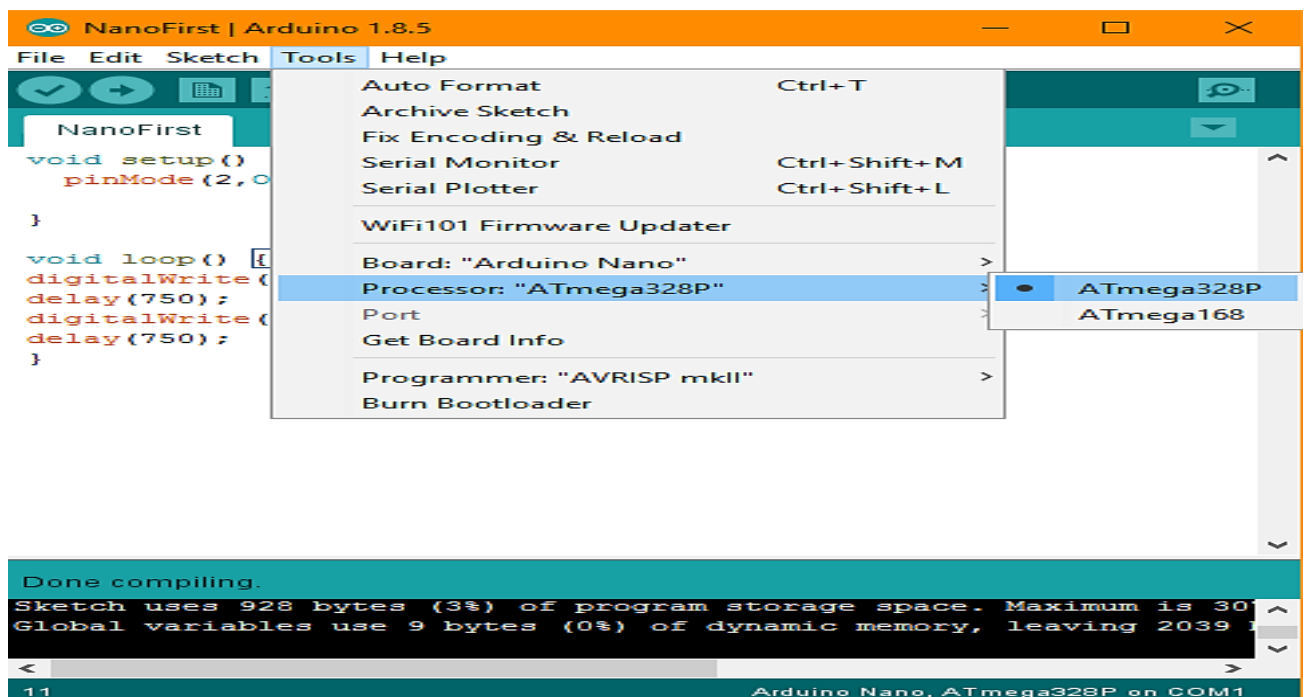 NanoFirst | Arduino 1.8.5
File Edit Sketch Tools Help
NanoFirst
void setup()
pinMode(2,O
}
void loop() {
digitalWrite(
delay(750);
digitalWrite(
delay(750);
}
Auto Format Ctrl+T
Archive Sketch
Fix Encoding & Reload
Serial Monitor Ctrl+Shift+M
Serial Plotter Ctrl+Shift+L
WiFi101 Firmware Updater
Board: "Arduino Nano" >
Processor: "ATmega328P" >
Port >
Get Board Info
Programmer: "AVRISP mkII" >
Burn Bootloader
ATmega328P
ATmega168
Done compiling.
Sketch uses 928 bytes (3%) of program storage space. Maximum is 30
Global variables use 9 bytes (0%) of dynamic memory, leaving 2039
11 Arduino Nano, ATmega328P on COM1